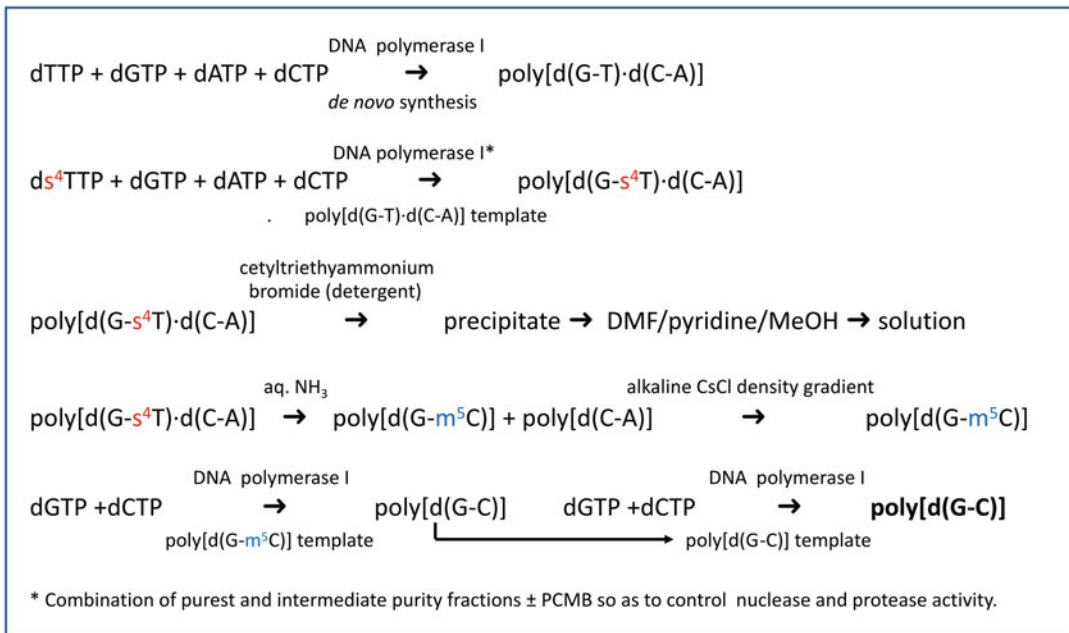 DNA polymerase I
dTTP + dGTP + dATP + dCTP → poly[d(G-T)·d(C-A)]
de novo synthesis
DNA polymerase I*
ds⁴TTP + dGTP + dATP + dCTP → poly[d(G-s⁴T)·d(C-A)]
. poly[d(G-T)·d(C-A)] template
cetyltriethyammonium
bromide (detergent)
poly[d(G-s⁴T)·d(C-A)] → precipitate → DMF/pyridine/MeOH → solution
aq. NH₃ alkaline CsCl density gradient
poly[d(G-s⁴T)·d(C-A)] → poly[d(G-m⁵C)] + poly[d(C-A)] → poly[d(G-m⁵C)]
DNA polymerase I DNA polymerase I
dGTP +dCTP → poly[d(G-C)] dGTP +dCTP → poly[d(G-C)]
poly[d(G-m⁵C)] template poly[d(G-C)] template
* Combination of purest and intermediate purity fractions ± PCMB so as to control nuclease and protease activity.